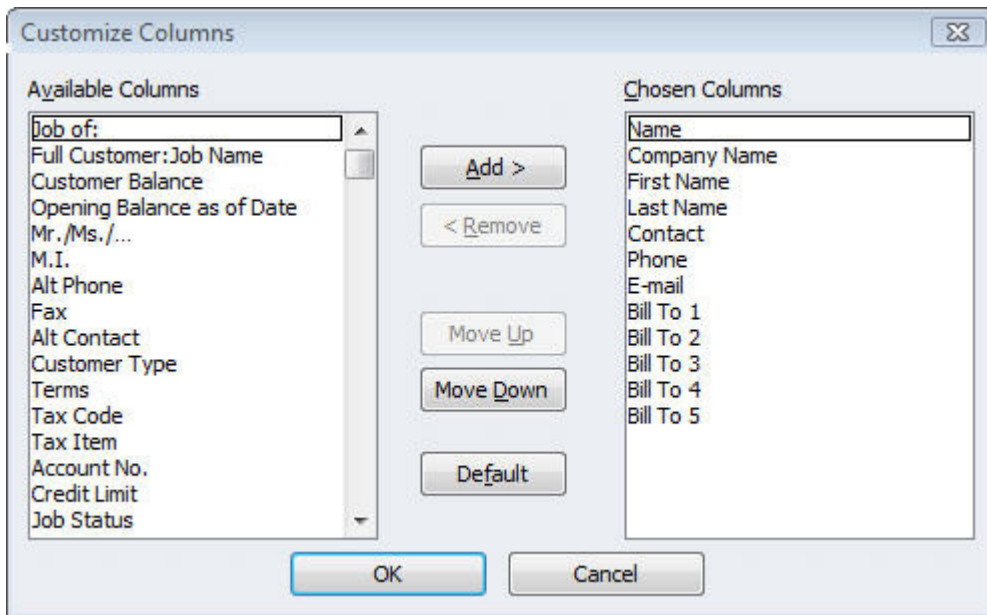 Customize Columns
Available Columns
Job of:
Full Customer:Job Name
Customer Balance
Opening Balance as of Date
Mr./Ms./...
M.I.
Alt Phone
Fax
Alt Contact
Customer Type
Terms
Tax Code
Tax Item
Account No.
Credit Limit
Job Status
Add >
< Remove
Move Up
Move Down
Default
Chosen Columns
Name
Company Name
First Name
Last Name
Contact
Phone
E-mail
Bill To 1
Bill To 2
Bill To 3
Bill To 4
Bill To 5
OK
Cancel